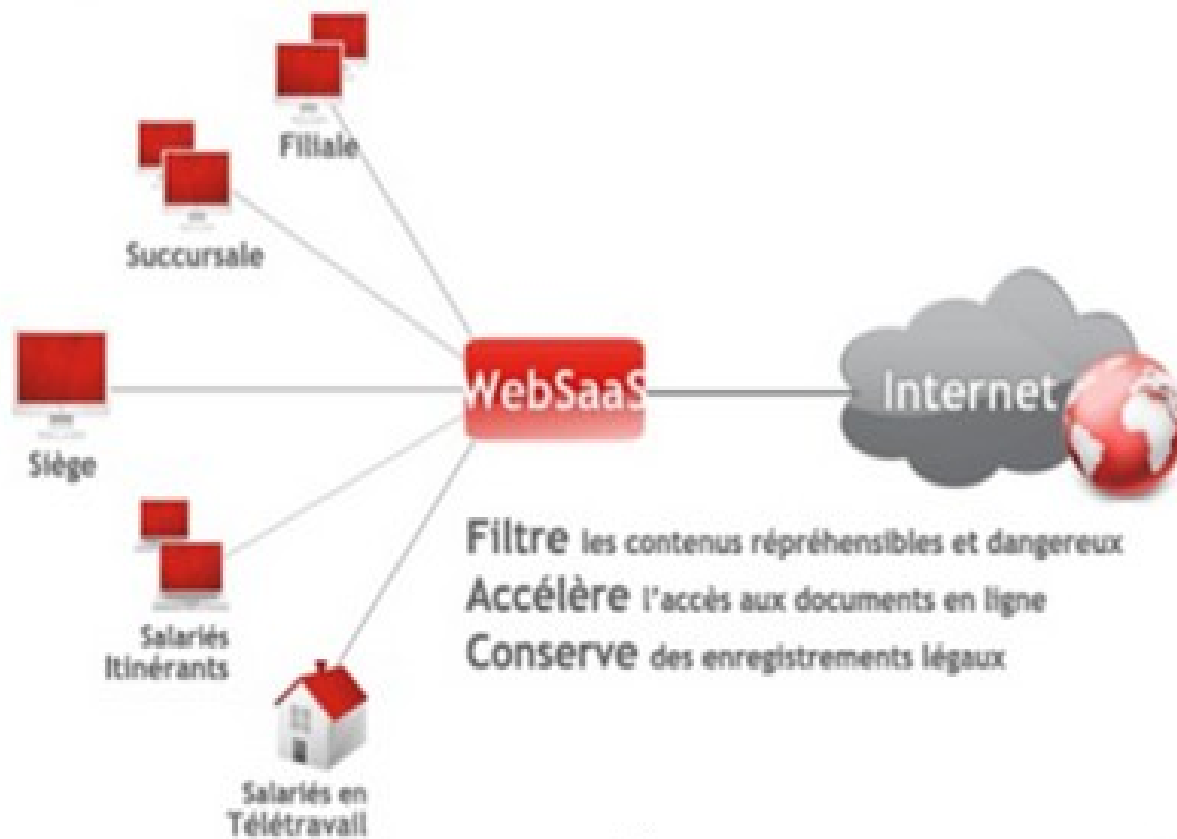 Filiale
Succursale
Siège
Salariés
Itinérants
Salariés en
Télétravail
WebSaaS
Internet
Filtre les contenus répréhensibles et dangereux
Accélère l'accès aux documents en ligne
Conserve des enregistrements légaux